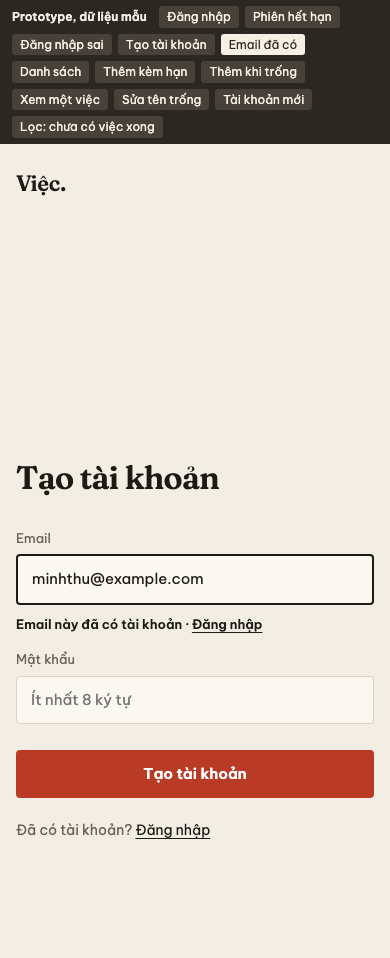 Prototype, dữ liệu mẫu Đăng nhập Phiên hết hạn
Đăng nhập sai Tạo tài khoản Email đã có
Danh sách Thêm kèm hạn Thêm khi trống
Xem một việc Sửa tên trống Tài khoản mới
Lọc: chưa có việc xong
Việc.
Tạo tài khoản
Email
minhthu@example.com
Email này đã có tài khoản · Đăng nhập
Mật khẩu
Ít nhất 8 ký tự
Tạo tài khoản
Đã có tài khoản? Đăng nhập